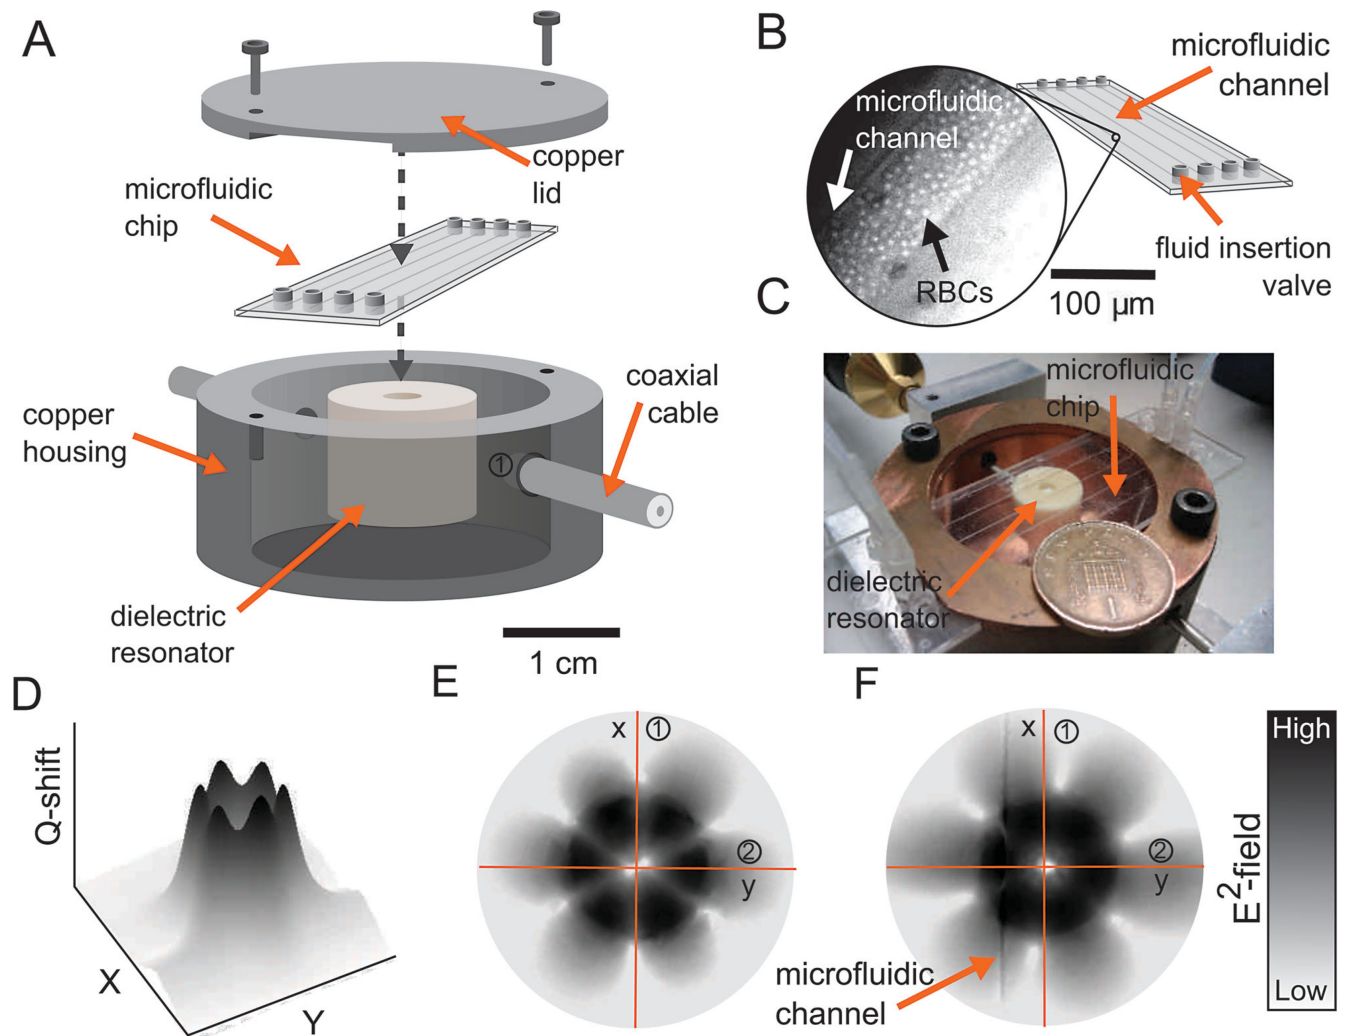 A
copper
lid
microfluidic
chip
copper
housing
coaxial
cable
①
dielectric
resonator
1 cm
B
microfluidic
channel
microfluidic
channel
RBCs
fluid insertion
valve
100 µm
C
microfluidic
chip
dielectric
resonator
D
Q-shift
X
Y
E
x
①
②
y
F
x
①
②
y
microfluidic
channel
High
E²-field
Low